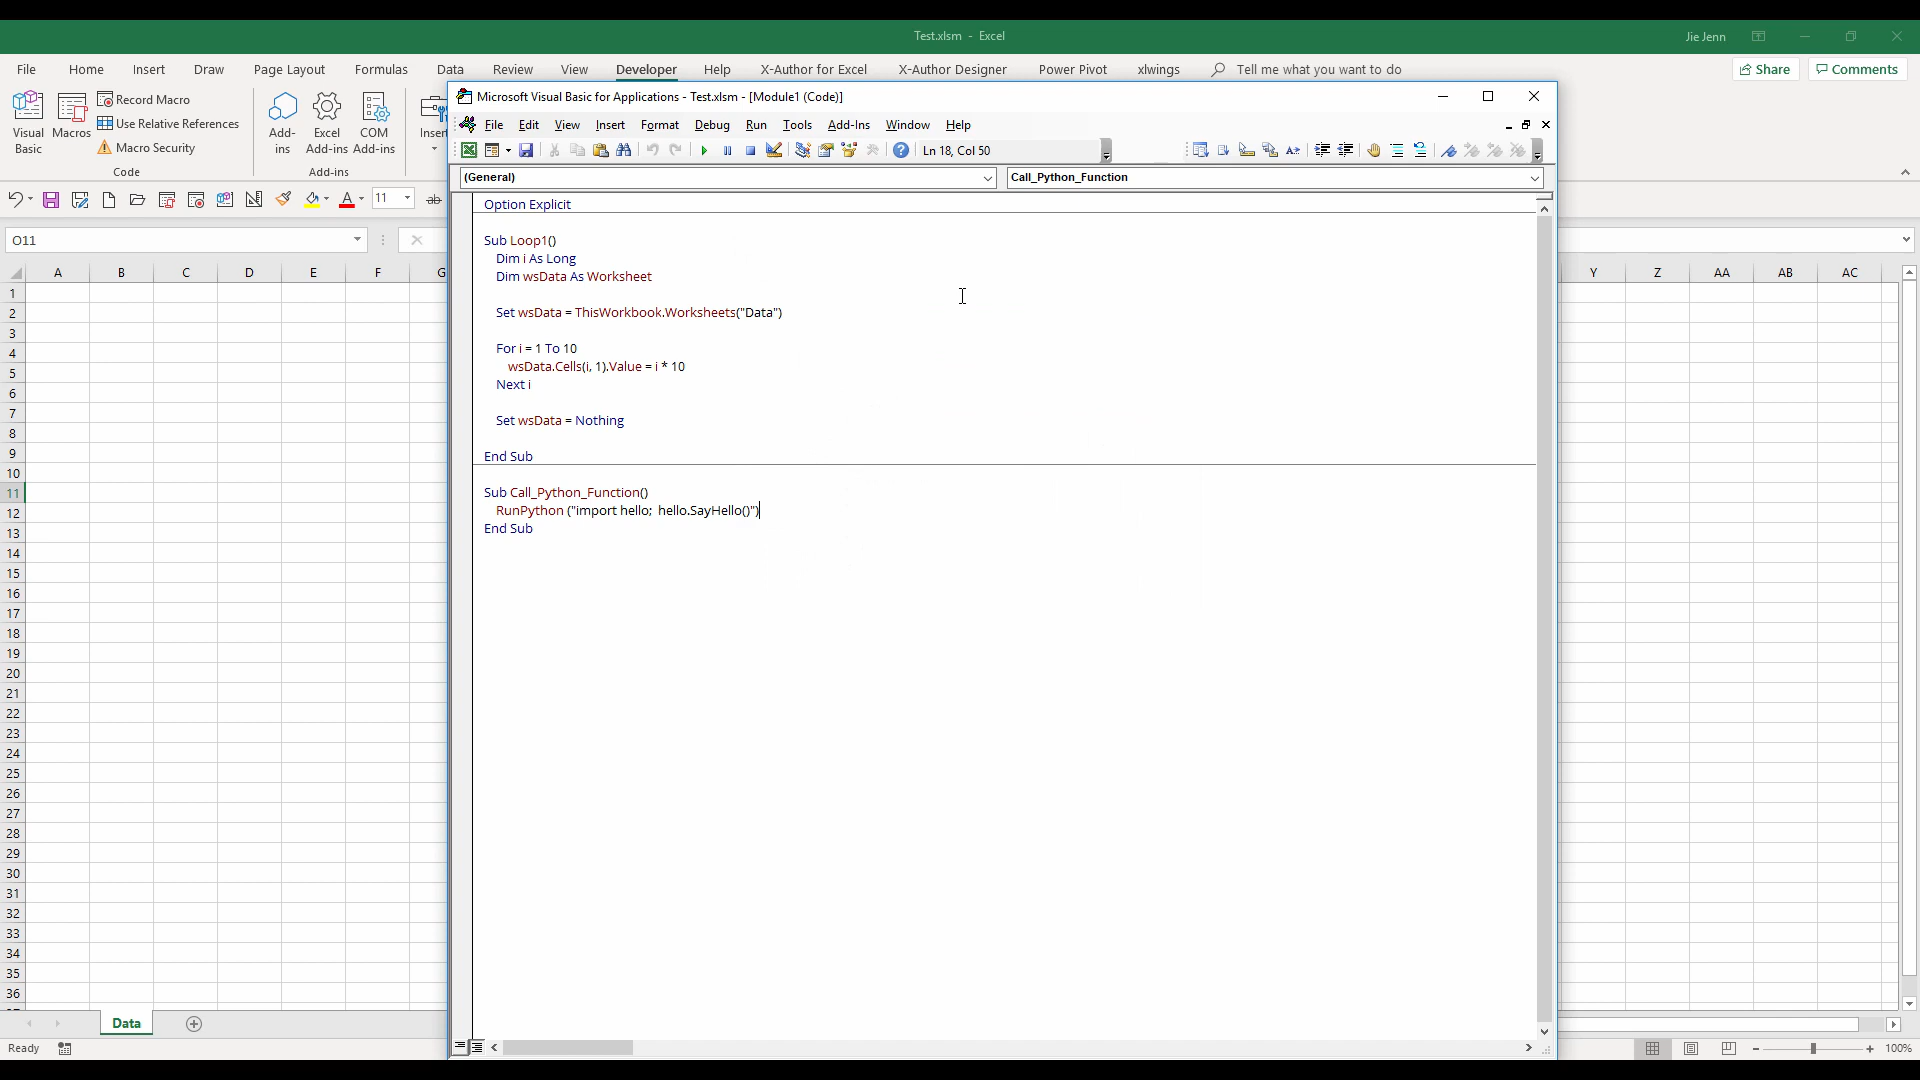 Test.xlsm - Excel
Jie Jenn
File Home Insert Draw Page Layout Formulas Data Review View Developer Help X-Author for Excel X-Author Designer Power Pivot xlwings Tell me what you want to do
Share Comments
Visual Basic
Macros
Record Macro
Use Relative References
Macro Security
Code
Add-ins
Excel Add-ins
COM Add-ins
Add-ins
Insert
Microsoft Visual Basic for Applications - Test.xlsm - [Module1 (Code)]
File Edit View Insert Format Debug Run Tools Add-Ins Window Help
Ln 18, Col 50
(General)
Call_Python_Function
11
ab
O11
A B C D E F G Y Z AA AB AC
Option Explicit
Sub Loop1()
Dim i As Long
Dim wsData As Worksheet
Set wsData = ThisWorkbook.Worksheets("Data")
For i = 1 To 10
wsData.Cells(i, 1).Value = i * 10
Next i
Set wsData = Nothing
End Sub
Sub Call_Python_Function()
RunPython ("import hello;  hello.SayHello()")
End Sub
1
2
3
4
5
6
7
8
9
10
11
12
13
14
15
16
17
18
19
20
21
22
23
24
25
26
27
28
29
30
31
32
33
34
35
36
Data
Ready
100%